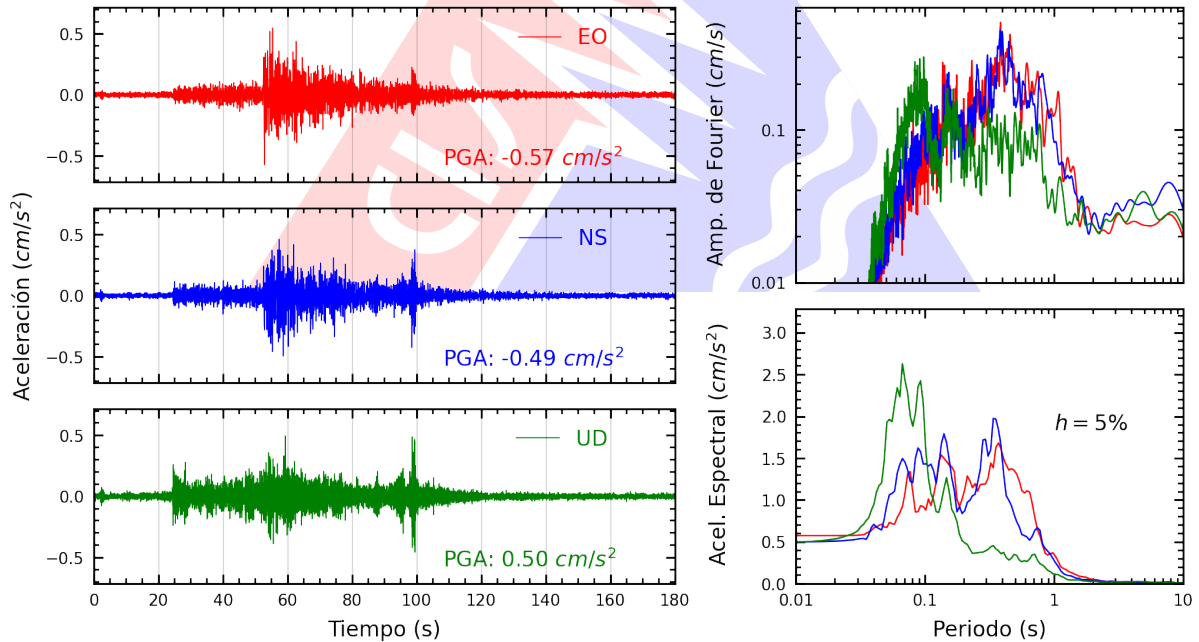 Aceleración (cm/s²)
0.5
0.0
−0.5
EO
PGA: -0.57 cm/s²
0.5
0.0
−0.5
NS
PGA: -0.49 cm/s²
0.5
0.0
−0.5
UD
PGA: 0.50 cm/s²
0 20 40 60 80 100 120 140 160 180
Tiempo (s)
Amp. de Fourier (cm/s)
0.1
0.01
Acel. Espectral (cm/s²)
3.0
2.5
2.0
1.5
1.0
0.5
0.0
h = 5%
0.01 0.1 1 10
Periodo (s)